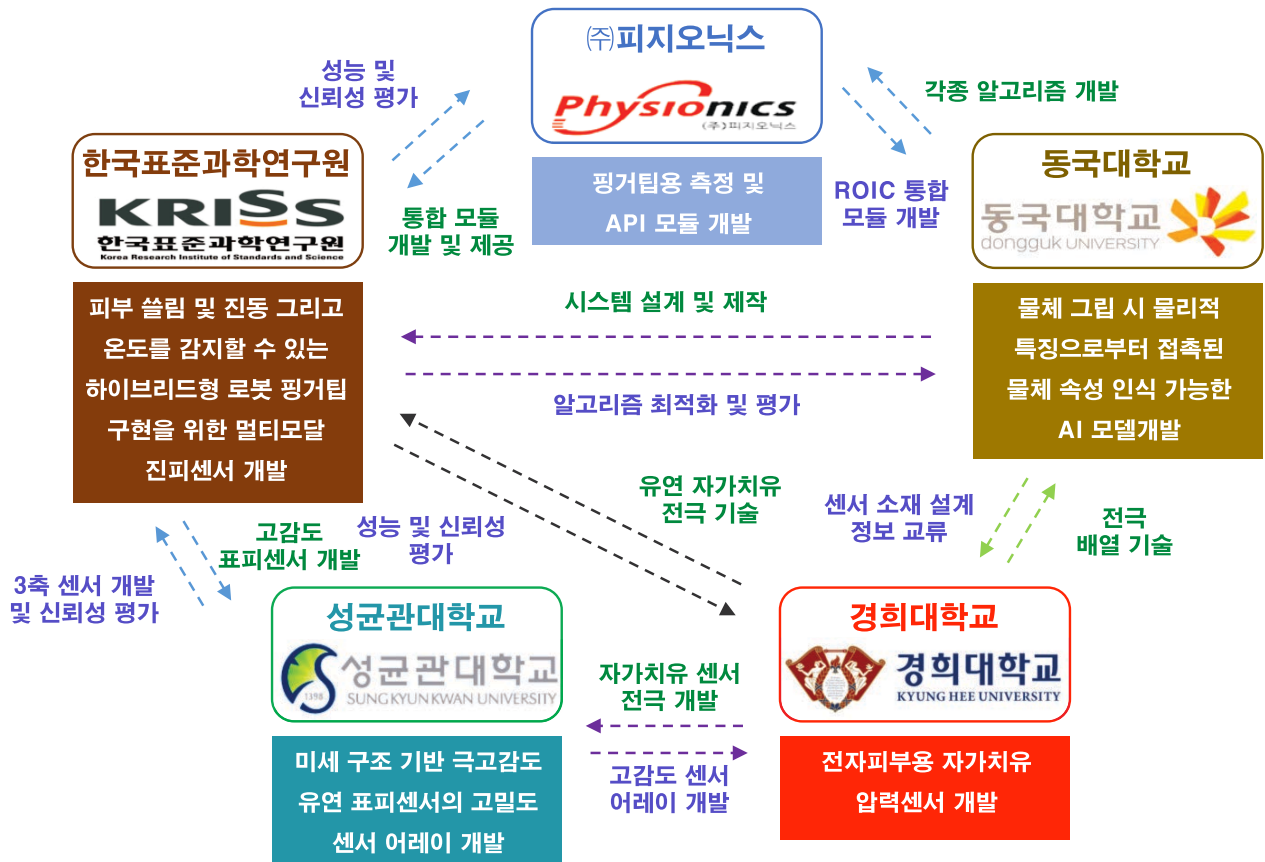 ㈜피지오닉스
Physionics
(주)피지오닉스
핑거팁용 측정 및
API 모듈 개발
성능 및
신뢰성 평가
통합 모듈
개발 및 제공
각종 알고리즘 개발
ROIC 통합
모듈 개발
한국표준과학연구원
KRISS
한국표준과학연구원
Korea Research Institute of Standards and Science
피부 쓸림 및 진동 그리고
온도를 감지할 수 있는
하이브리드형 로봇 핑거팁
구현을 위한 멀티모달
진피센서 개발
동국대학교
동국대학교
dongguk UNIVERSITY
물체 그립 시 물리적
특징으로부터 접촉된
물체 속성 인식 가능한
AI 모델개발
시스템 설계 및 제작
알고리즘 최적화 및 평가
유연 자가치유
전극 기술
성능 및 신뢰성
평가
센서 소재 설계
정보 교류
전극
배열 기술
고감도
표피센서 개발
3축 센서 개발
및 신뢰성 평가
성균관대학교
1398
성균관대학교
SUNGKYUNKWAN UNIVERSITY
미세 구조 기반 극고감도
유연 표피센서의 고밀도
센서 어레이 개발
자가치유 센서
전극 개발
고감도 센서
어레이 개발
경희대학교
경희대학교
KYUNG HEE UNIVERSITY
전자피부용 자가치유
압력센서 개발